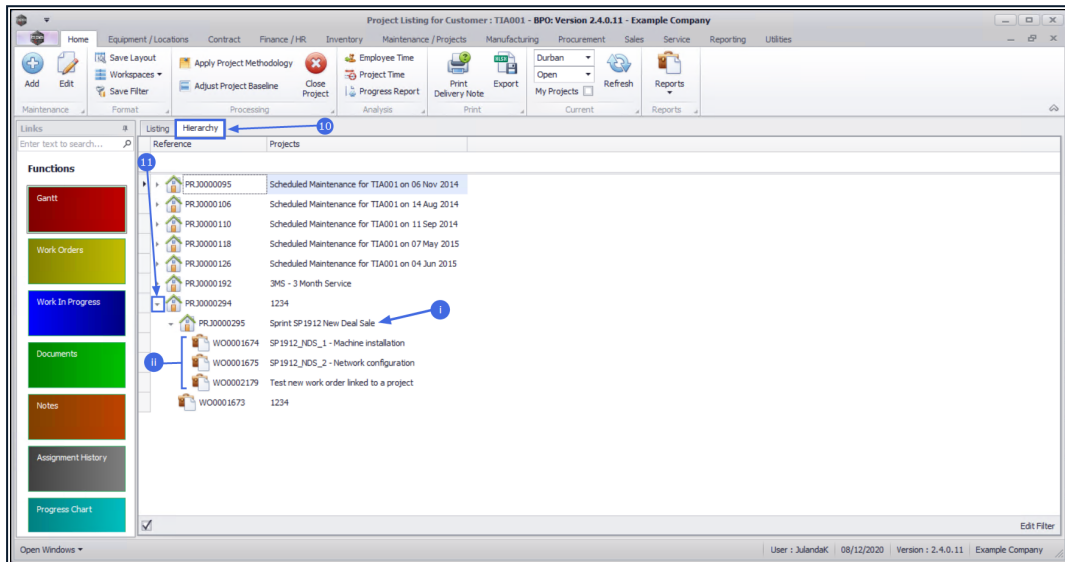 Project Listing for Customer : TIA001 - BPO: Version 2.4.0.11 - Example Company
Home Equipment / Locations Contract Finance / HR Inventory Maintenance / Projects Manufacturing Procurement Sales Service Reporting Utilities
Add
Edit
Save Layout
Workspaces
Save Filter
Apply Project Methodology
Adjust Project Baseline
Close Project
Employee Time
Project Time
Progress Report
Print Delivery Note
Export
Durban
Open
My Projects
Refresh
Reports
Maintenance Format Processing Analysis Print Current Reports
Links
Enter text to search...
Functions
Gantt
Work Orders
Work In Progress
Documents
Notes
Assignment History
Progress Chart
Listing Hierarchy 10
Reference Projects
11
PRJ0000095 Scheduled Maintenance for TIA001 on 06 Nov 2014
PRJ0000106 Scheduled Maintenance for TIA001 on 14 Aug 2014
PRJ0000110 Scheduled Maintenance for TIA001 on 11 Sep 2014
PRJ0000118 Scheduled Maintenance for TIA001 on 07 May 2015
PRJ0000126 Scheduled Maintenance for TIA001 on 04 Jun 2015
PRJ0000192 3MS - 3 Month Service
PRJ0000294 1234
PRJ0000295 Sprint SP1912 New Deal Sale i
WO0001674 SP1912_NDS_1 - Machine installation
ii WO0001675 SP1912_NDS_2 - Network configuration
WO0002179 Test new work order linked to a project
WO0001673 1234
Edit Filter
Open Windows User : JulandaK 08/12/2020 Version : 2.4.0.11 Example Company